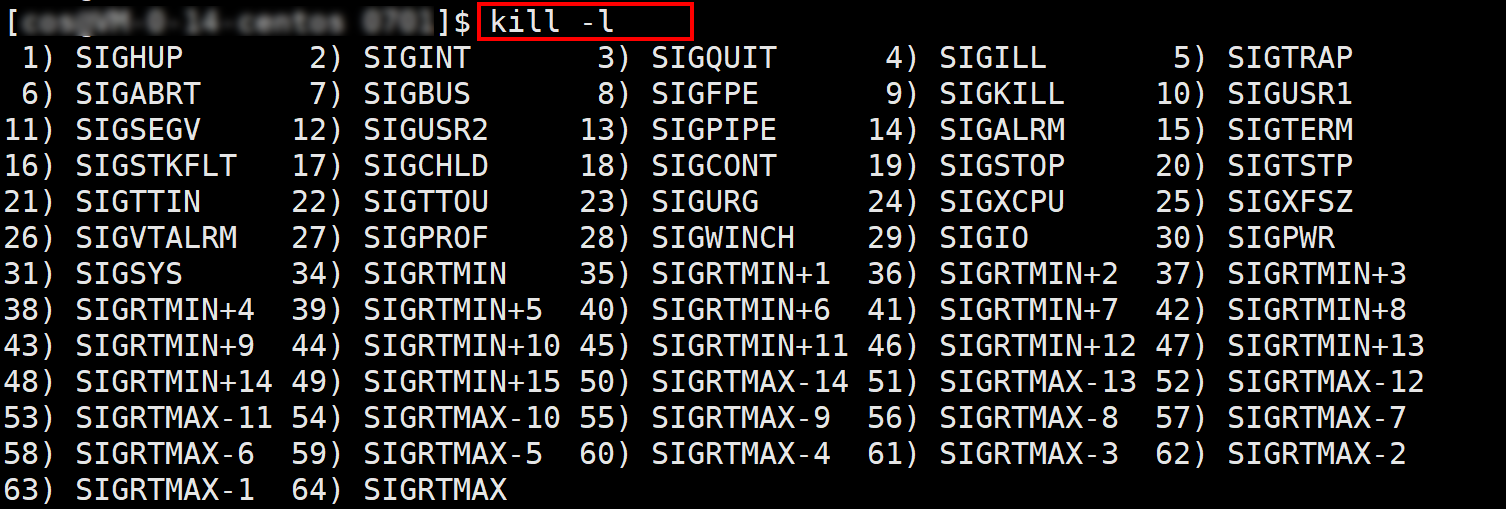 [ ]$ kill -l
1) SIGHUP 2) SIGINT 3) SIGQUIT 4) SIGILL 5) SIGTRAP
6) SIGABRT 7) SIGBUS 8) SIGFPE 9) SIGKILL 10) SIGUSR1
11) SIGSEGV 12) SIGUSR2 13) SIGPIPE 14) SIGALRM 15) SIGTERM
16) SIGSTKFLT 17) SIGCHLD 18) SIGCONT 19) SIGSTOP 20) SIGTSTP
21) SIGTTIN 22) SIGTTOU 23) SIGURG 24) SIGXCPU 25) SIGXFSZ
26) SIGVTALRM 27) SIGPROF 28) SIGWINCH 29) SIGIO 30) SIGPWR
31) SIGSYS 34) SIGRTMIN 35) SIGRTMIN+1 36) SIGRTMIN+2 37) SIGRTMIN+3
38) SIGRTMIN+4 39) SIGRTMIN+5 40) SIGRTMIN+6 41) SIGRTMIN+7 42) SIGRTMIN+8
43) SIGRTMIN+9 44) SIGRTMIN+10 45) SIGRTMIN+11 46) SIGRTMIN+12 47) SIGRTMIN+13
48) SIGRTMIN+14 49) SIGRTMIN+15 50) SIGRTMAX-14 51) SIGRTMAX-13 52) SIGRTMAX-12
53) SIGRTMAX-11 54) SIGRTMAX-10 55) SIGRTMAX-9 56) SIGRTMAX-8 57) SIGRTMAX-7
58) SIGRTMAX-6 59) SIGRTMAX-5 60) SIGRTMAX-4 61) SIGRTMAX-3 62) SIGRTMAX-2
63) SIGRTMAX-1 64) SIGRTMAX